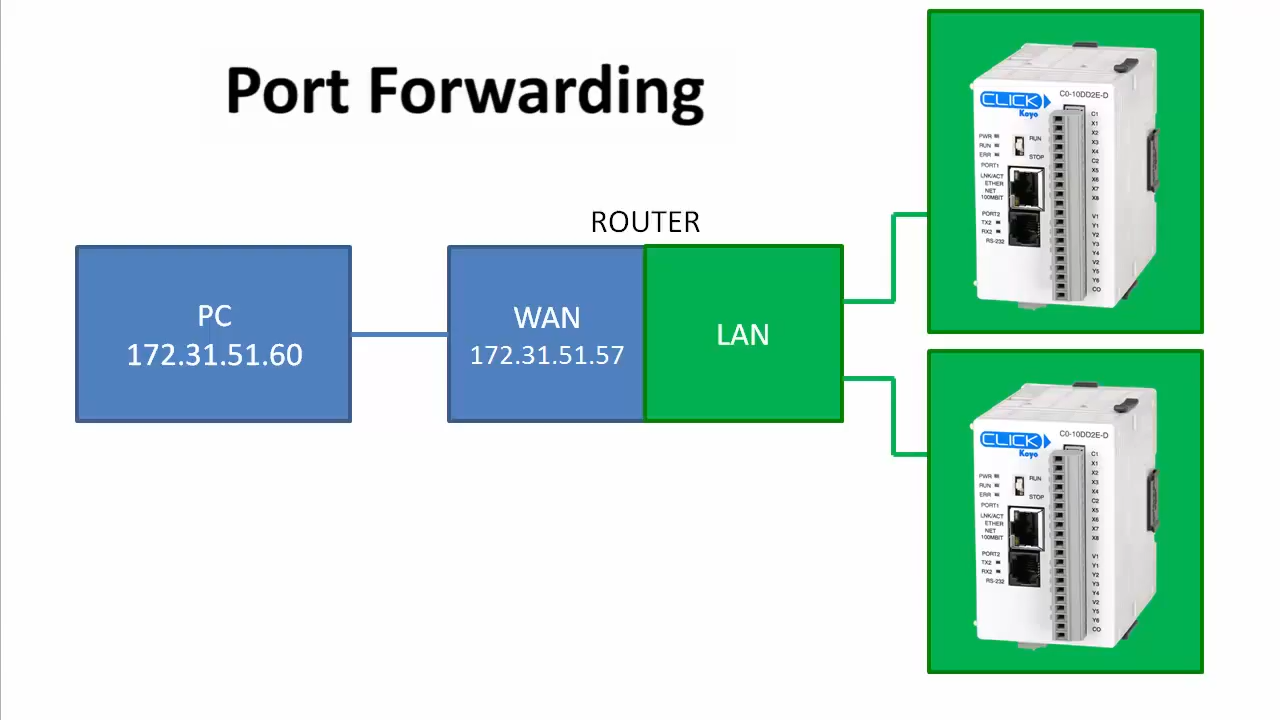 Port Forwarding
ROUTER
PC
172.31.51.60
WAN
172.31.51.57
LAN
CLICK
Koyo
C0-10DD2E-D
PWR
RUN
ERR
RUN
STOP
PORT1
LNK/ACT
ETHER
NET
100MBIT
PORT2
TX2
RX2
RS-232
C1
X1
X2
X3
X4
C2
X5
X6
X7
X8
V1
Y1
Y2
Y3
Y4
V2
Y5
Y6
C0
CLICK
Koyo
C0-10DD2E-D
PWR
RUN
ERR
RUN
STOP
PORT1
LNK/ACT
ETHER
NET
100MBIT
PORT2
TX2
RX2
RS-232
C1
X1
X2
X3
X4
C2
X5
X6
X7
X8
V1
Y1
Y2
Y3
Y4
V2
Y5
Y6
C0